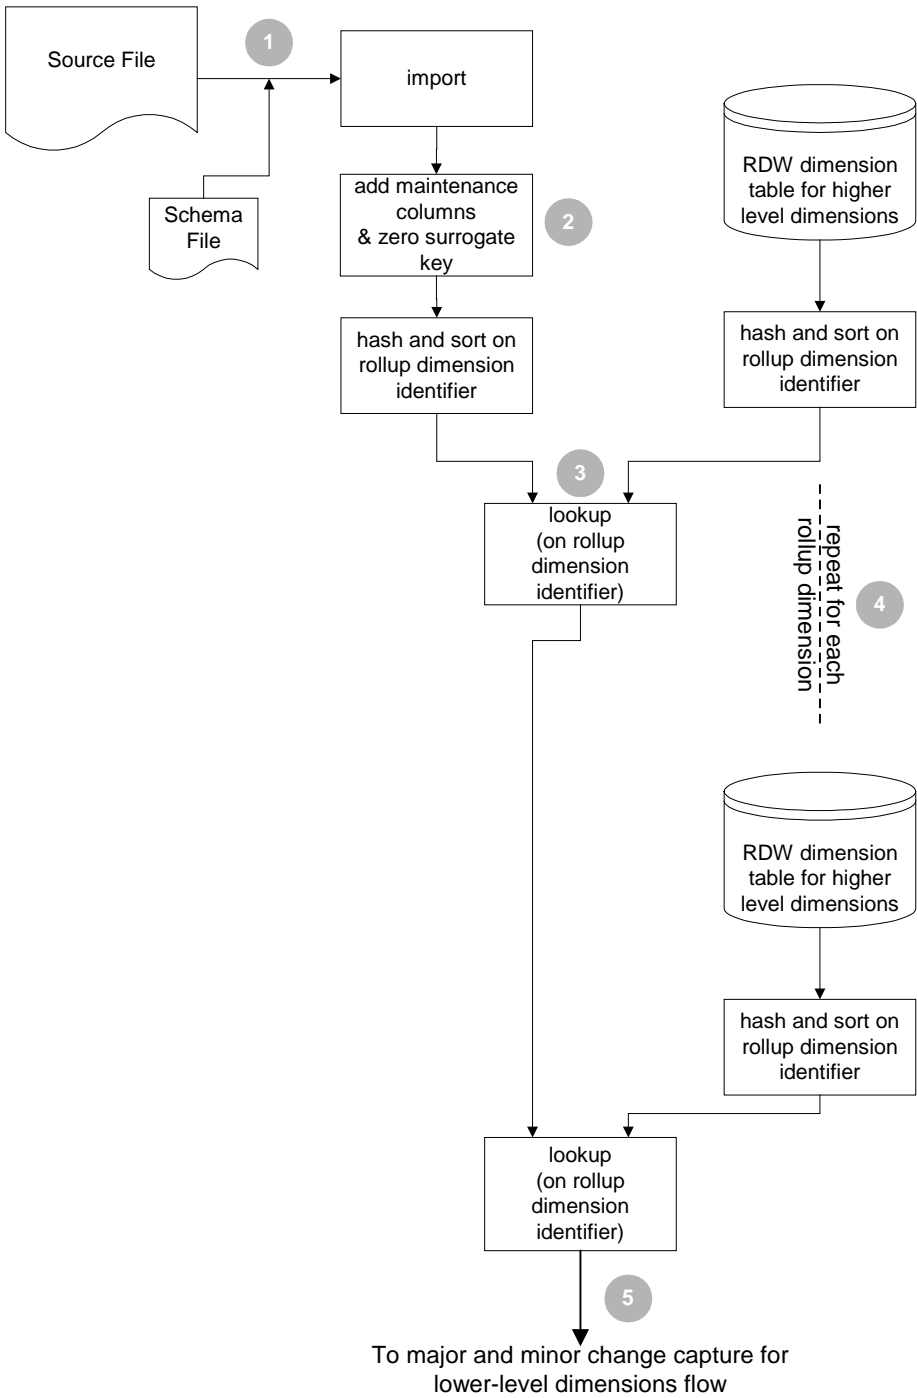 1
Source File
import
Schema
File
add maintenance
columns
& zero surrogate
key
2
RDW dimension
table for higher
level dimensions
hash and sort on
rollup dimension
identifier
hash and sort on
rollup dimension
identifier
3
lookup
(on rollup
dimension
identifier)
repeat for each
rollup dimension
4
RDW dimension
table for higher
level dimensions
hash and sort on
rollup dimension
identifier
lookup
(on rollup
dimension
identifier)
5
To major and minor change capture for
lower-level dimensions flow